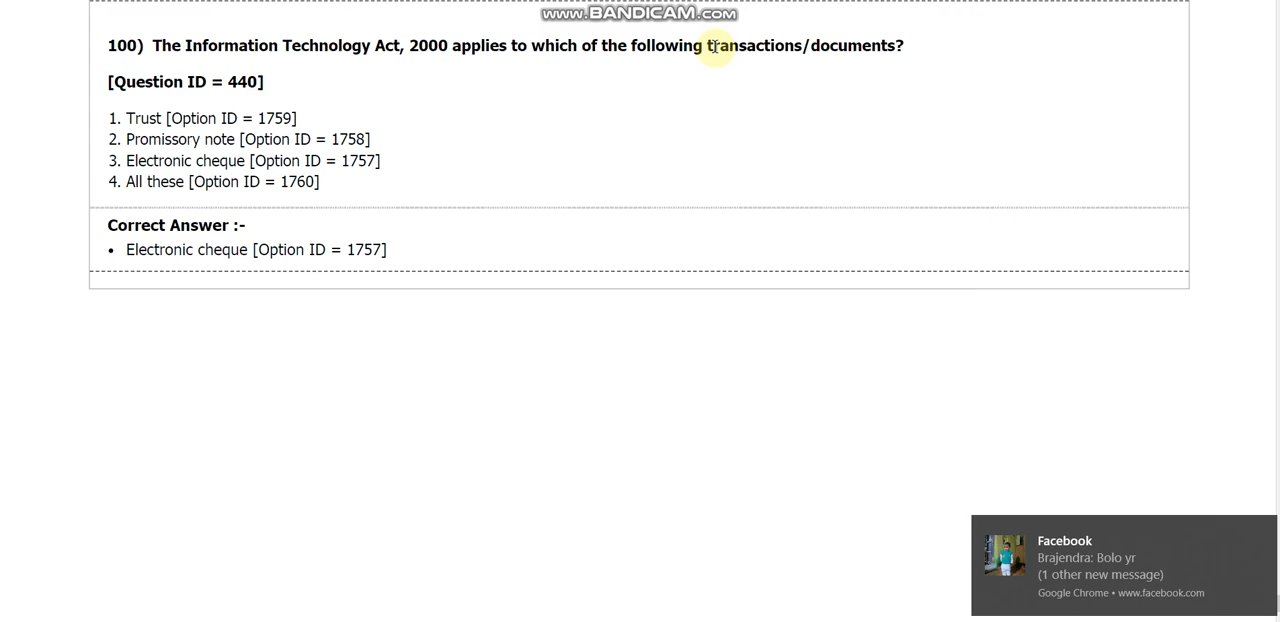 www.BANDICAM.com
100) The Information Technology Act, 2000 applies to which of the following transactions/documents?
[Question ID = 440]
1. Trust [Option ID = 1759]
2. Promissory note [Option ID = 1758]
3. Electronic cheque [Option ID = 1757]
4. All these [Option ID = 1760]
Correct Answer :-
• Electronic cheque [Option ID = 1757]
Facebook
Brajendra: Bolo yr
(1 other new message)
Google Chrome • www.facebook.com